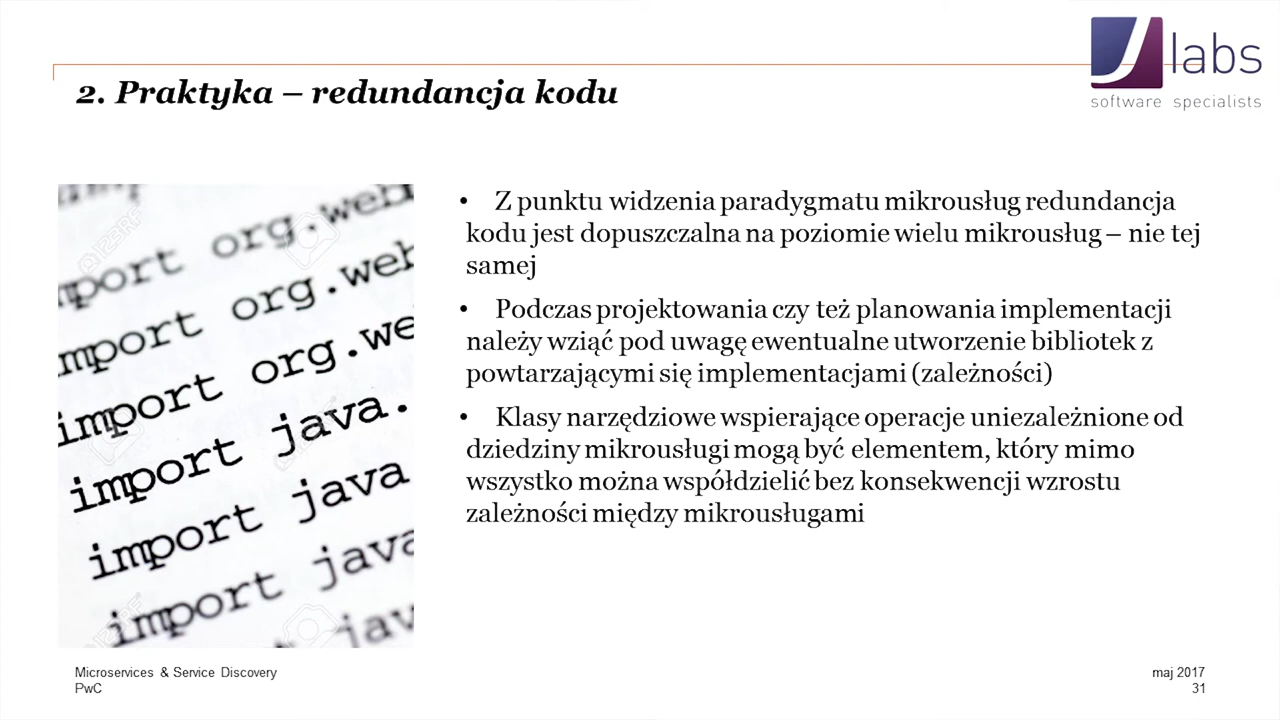 labs
software specialists
2. Praktyka – redundancja kodu
import org.web
import org.web
import org.we
import java.
import java
import java
jav
• Z punktu widzenia paradygmatu mikrousług redundancja
kodu jest dopuszczalna na poziomie wielu mikrousług – nie tej
samej
• Podczas projektowania czy też planowania implementacji
należy wziąć pod uwagę ewentualne utworzenie bibliotek z
powtarzającymi się implementacjami (zależności)
• Klasy narzędziowe wspierające operacje uniezależnione od
dziedziny mikrousługi mogą być elementem, który mimo
wszystko można współdzielić bez konsekwencji wzrostu
zależności między mikrousługami
Microservices & Service Discovery
PwC
maj 2017
31